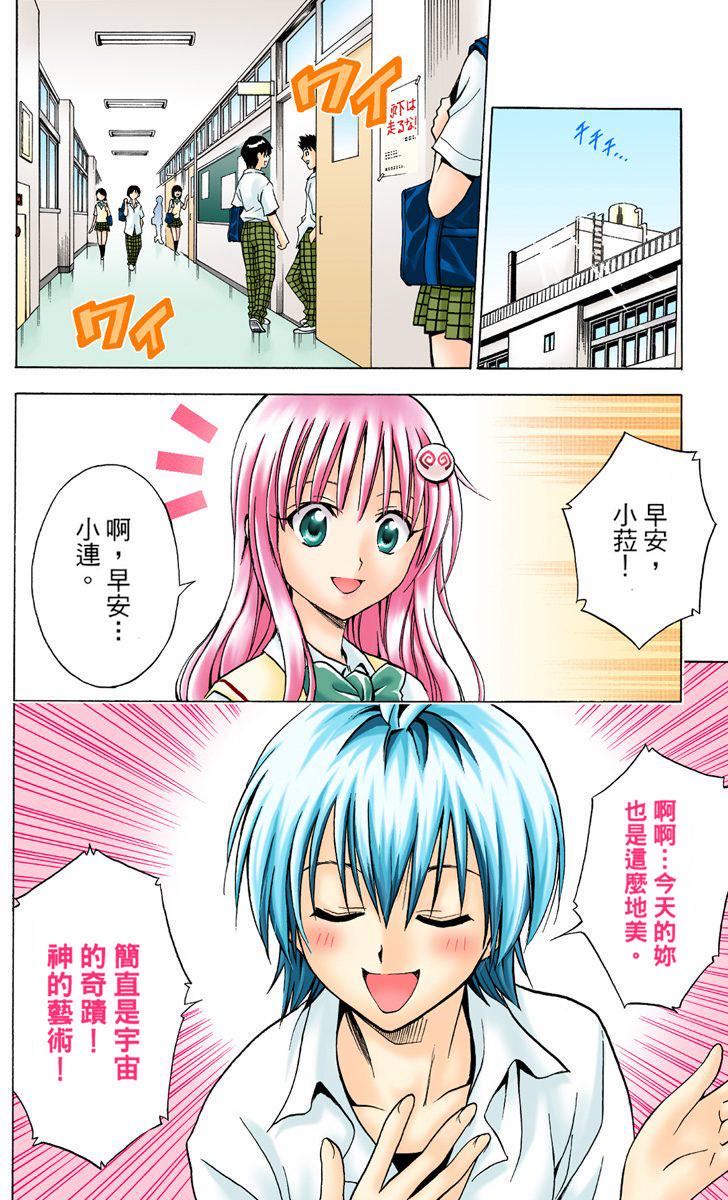 チチチ…
廊下は
走るな!
クイ
クイ
早安，
小菈！
啊，早安…
小連。
啊啊…今天的妳
也是這麼地美。
簡直是宇宙
的奇蹟！
神的藝術！